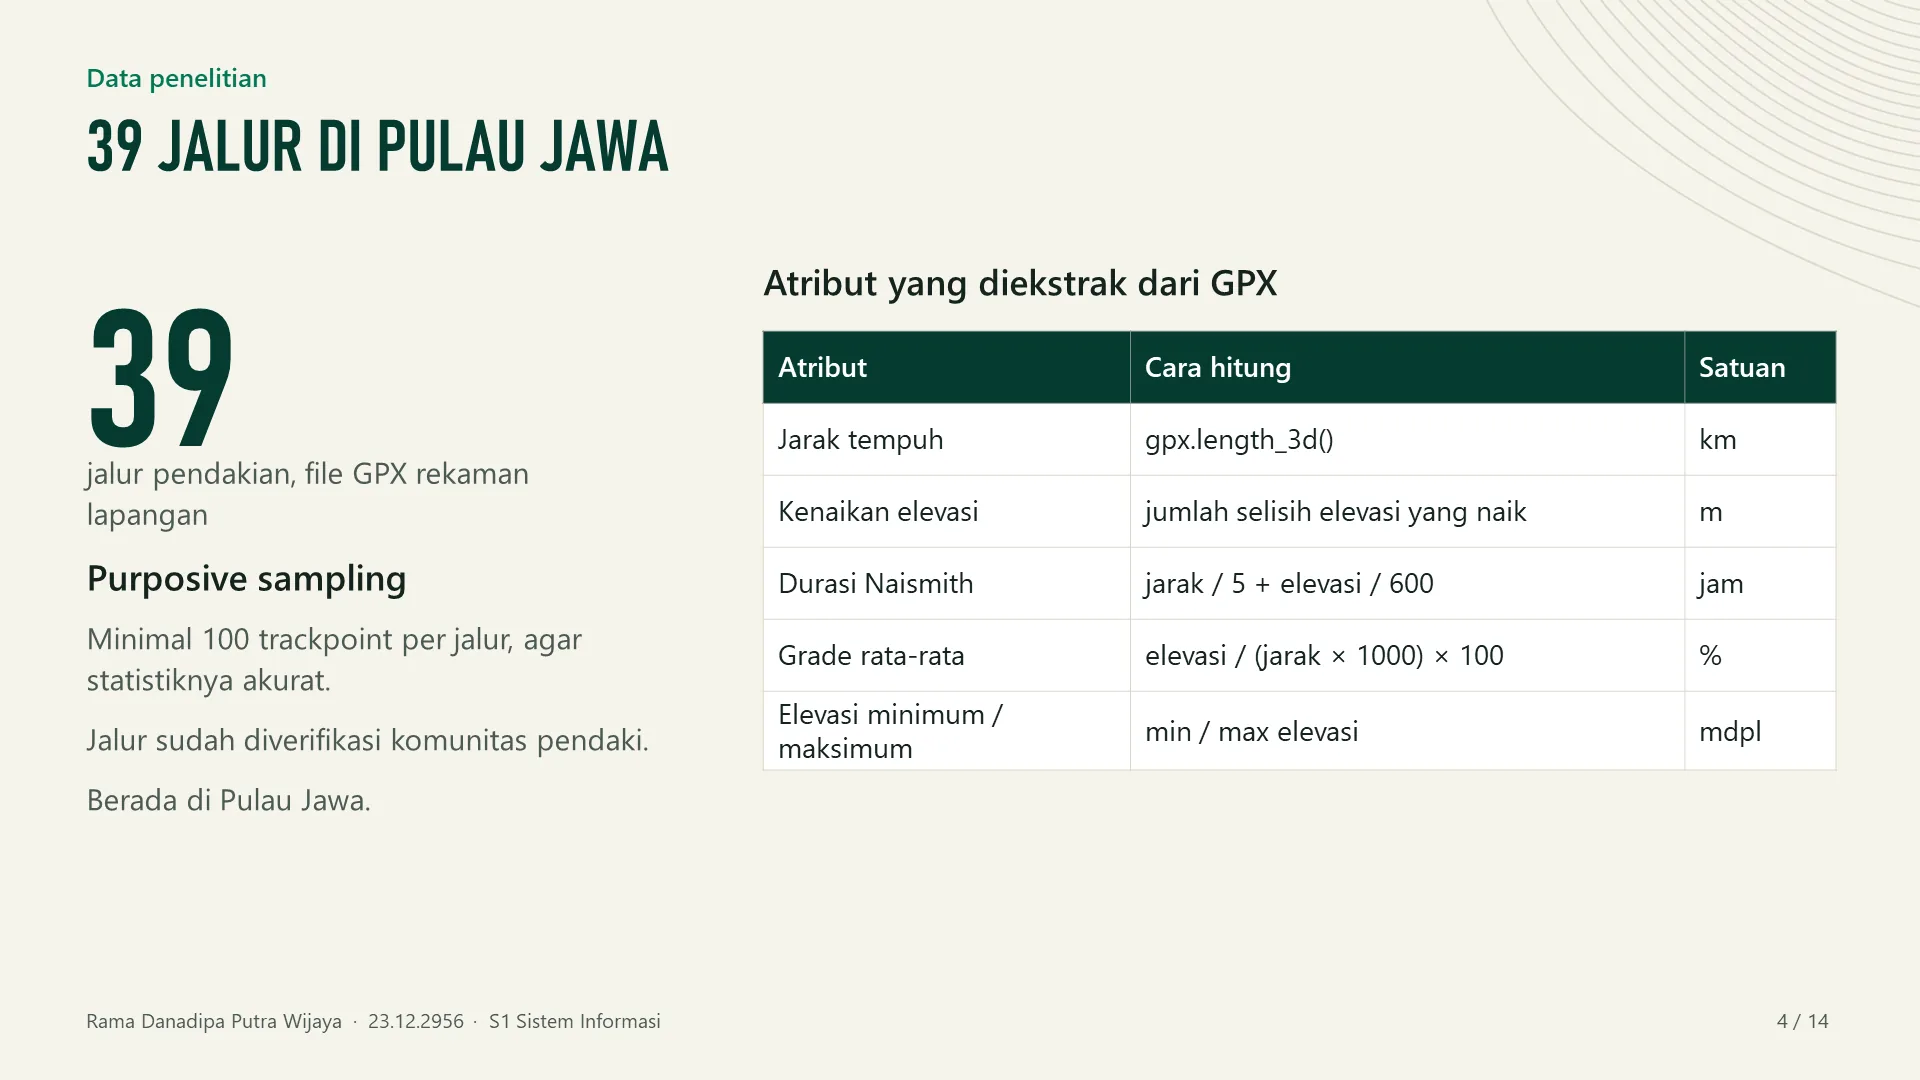 Data penelitian
39 JALUR DI PULAU JAWA
39
jalur pendakian, file GPX rekaman
lapangan
Purposive sampling
Minimal 100 trackpoint per jalur, agar
statistiknya akurat.
Jalur sudah diverifikasi komunitas pendaki.
Berada di Pulau Jawa.
Atribut yang diekstrak dari GPX
Atribut Cara hitung Satuan
Jarak tempuh gpx.length_3d() km
Kenaikan elevasi jumlah selisih elevasi yang naik m
Durasi Naismith jarak / 5 + elevasi / 600 jam
Grade rata-rata elevasi / (jarak × 1000) × 100 %
Elevasi minimum /
maksimum min / max elevasi mdpl
Rama Danadipa Putra Wijaya · 23.12.2956 · S1 Sistem Informasi
4 / 14